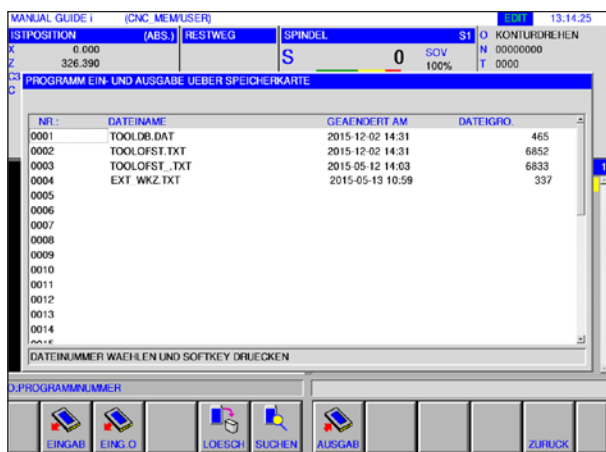 MANUAL GUIDE i (CNC_MEM/USER) EDIT 13:14:25
ISTPOSITION (ABS.) RESTWEG SPINDEL S1 O KONTURDREHEN
X 0.000 S 0 SOV 100% N 00000000
Z 326.390 T 0000
C3
C
PROGRAMM EIN- UND AUSGABE UEBER SPEICHERKARTE
NR.: DATEINAME GEAENDERT AM DATEIGRO.
0001 TOOLDB.DAT 2015-12-02 14:31 465
0002 TOOLOFST.TXT 2015-12-02 14:31 6852
0003 TOOLOFST_.TXT 2015-05-12 14:03 6833
0004 EXT_WKZ.TXT 2015-05-13 10:59 337
0005
0006
0007
0008
0009
0010
0011
0012
0013
0014
0015
1
DATEINUMMER WAEHLEN UND SOFTKEY DRUECKEN
O:PROGRAMMNUMMER
EINGAB EING.O LOESCH SUCHEN AUSGAB ZURUCK